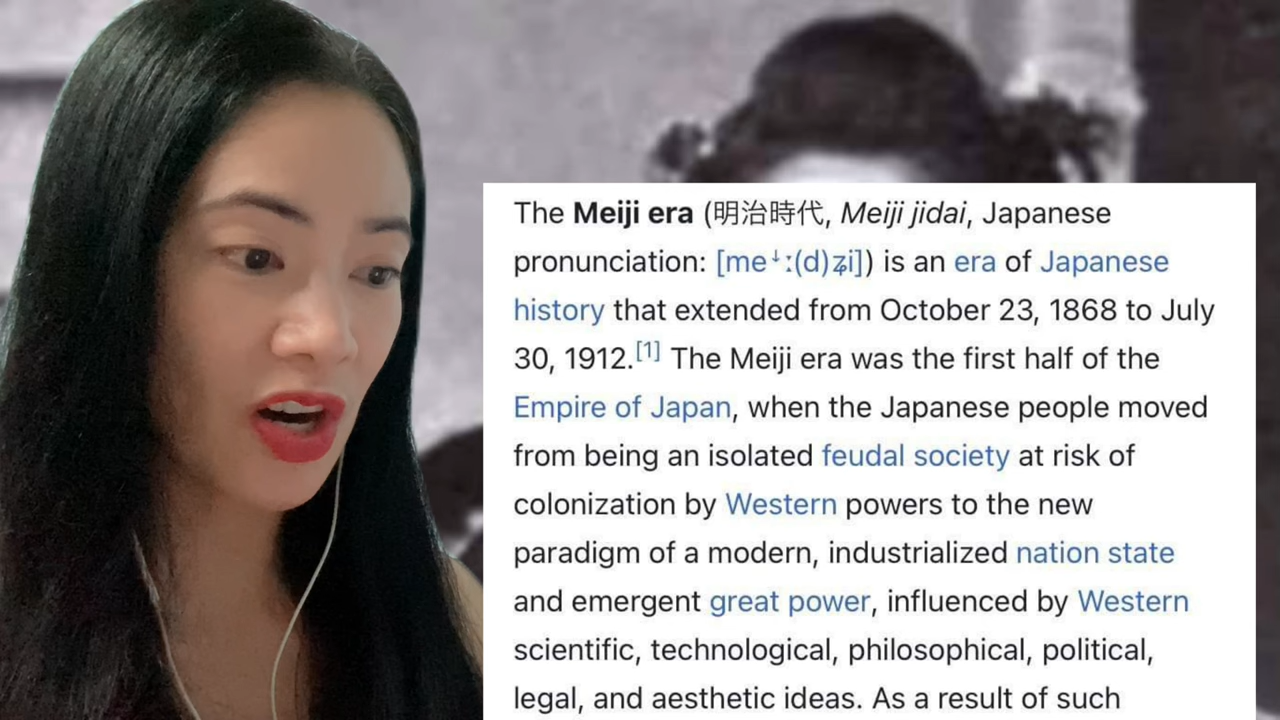 The Meiji era (明治時代, Meiji jidai, Japanese
pronunciation: [meꜜː(d)ʑi]) is an era of Japanese
history that extended from October 23, 1868 to July
30, 1912.[1] The Meiji era was the first half of the
Empire of Japan, when the Japanese people moved
from being an isolated feudal society at risk of
colonization by Western powers to the new
paradigm of a modern, industrialized nation state
and emergent great power, influenced by Western
scientific, technological, philosophical, political,
legal, and aesthetic ideas. As a result of such